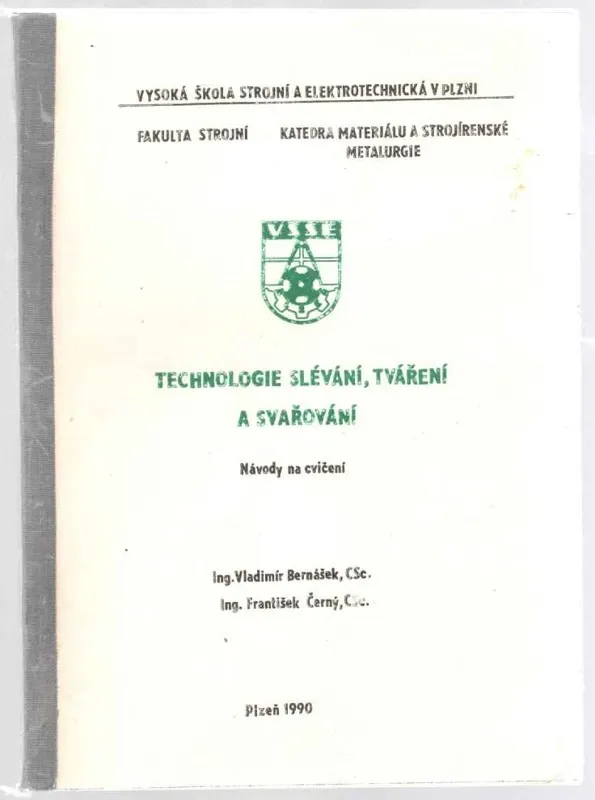 VYSOKÁ ŠKOLA STROJNÍ A ELEKTROTECHNICKÁ V PLZNI
FAKULTA STROJNÍ KATEDRA MATERIÁLU A STROJÍRENSKÉ
METALURGIE
VŠSE
TECHNOLOGIE SLÉVÁNÍ, TVÁŘENÍ
A SVAŘOVÁNÍ
Návody na cvičení
Ing.Vladimír Bernášek, CSc.
Ing. František Černý, CSc.
Plzeň 1990